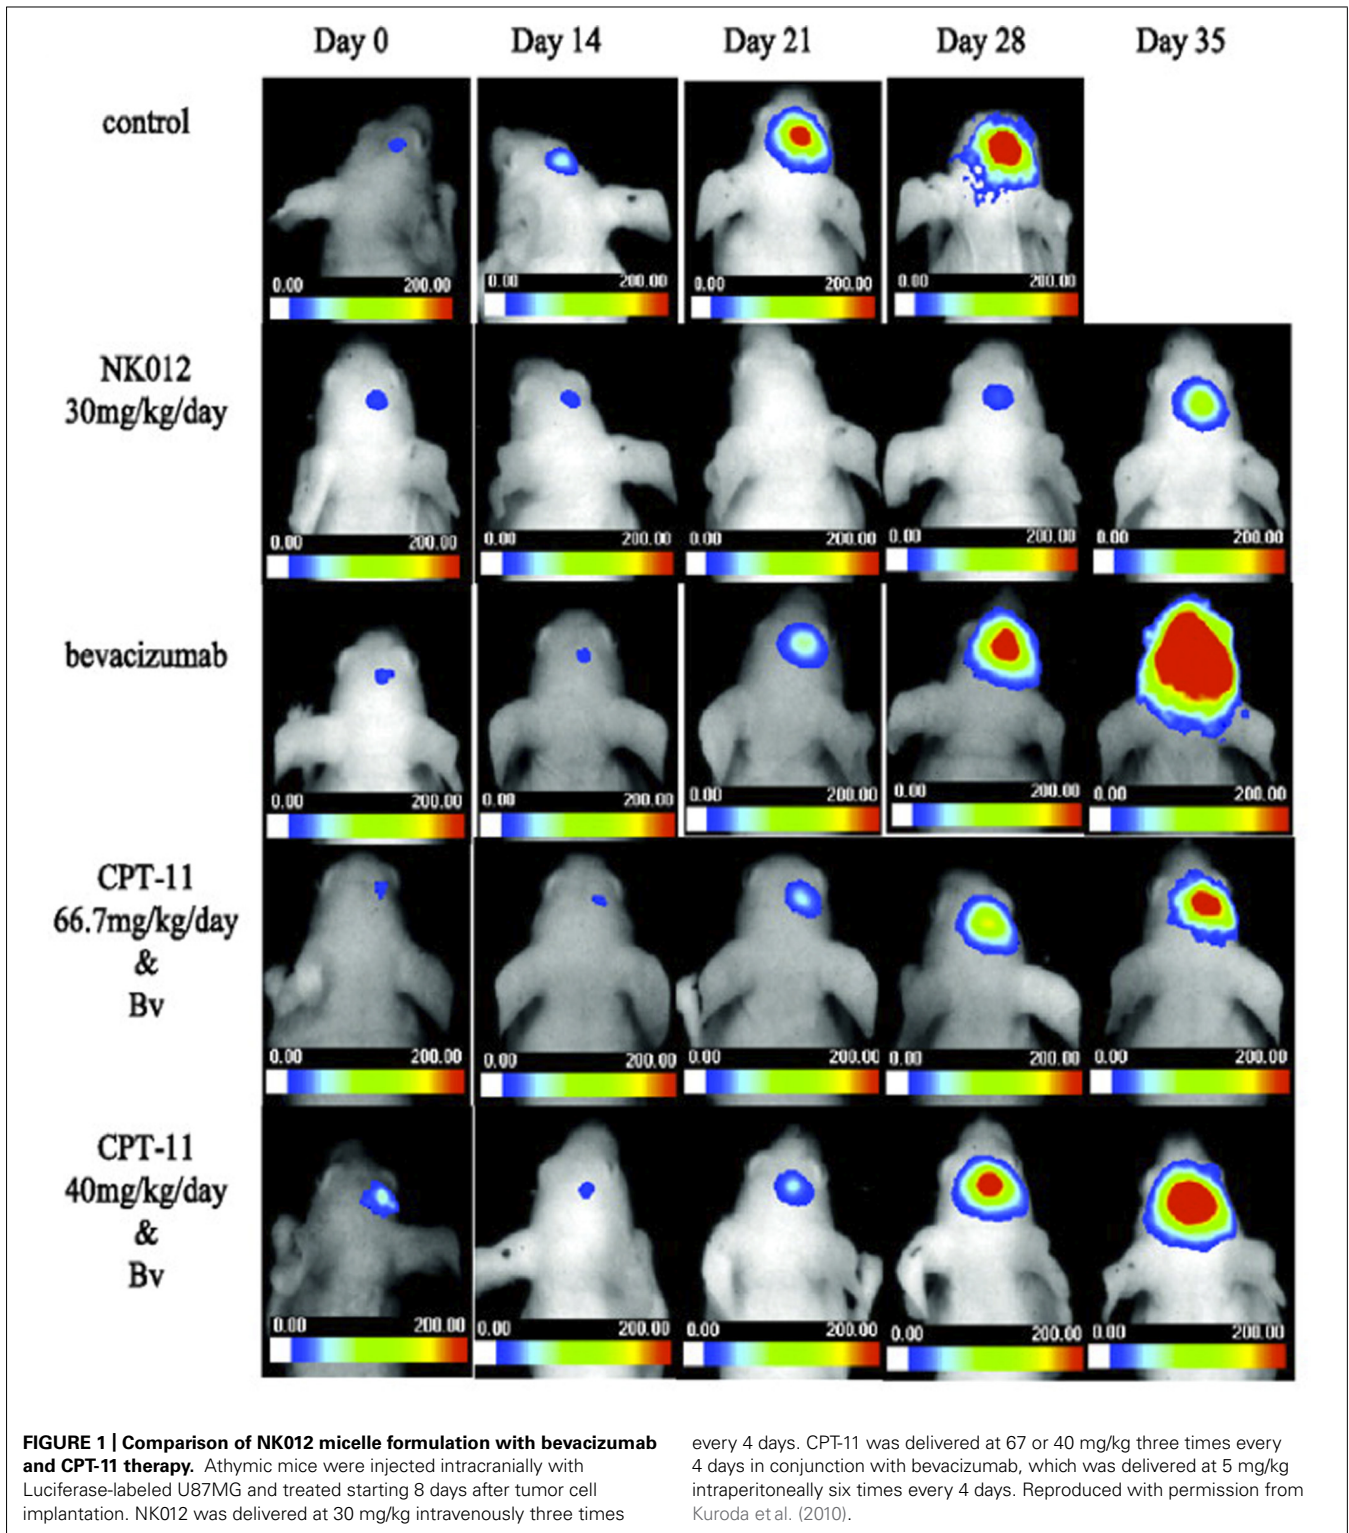 Day 0 Day 14 Day 21 Day 28 Day 35
control
0.00 200.00 0.00 200.00 0.00 200.00 0.00 200.00
NK012
30mg/kg/day
0.00 200.00 0.00 200.00 0.00 200.00 0.00 200.00 0.00 200.00
bevacizumab
0.00 200.00 0.00 200.00 0.00 200.00 0.00 200.00 0.00 200.00
CPT-11
66.7mg/kg/day
&
Bv
0.00 200.00 0.00 200.00 0.00 200.00 0.00 200.00 0.00 200.00
CPT-11
40mg/kg/day
&
Bv
0.00 200.00 0.00 200.00 0.00 200.00 0.00 200.00 0.00 200.00
FIGURE 1 | Comparison of NK012 micelle formulation with bevacizumab
and CPT-11 therapy. Athymic mice were injected intracranially with
Luciferase-labeled U87MG and treated starting 8 days after tumor cell
implantation. NK012 was delivered at 30 mg/kg intravenously three times
every 4 days. CPT-11 was delivered at 67 or 40 mg/kg three times every
4 days in conjunction with bevacizumab, which was delivered at 5 mg/kg
intraperitoneally six times every 4 days. Reproduced with permission from
Kuroda et al. (2010).